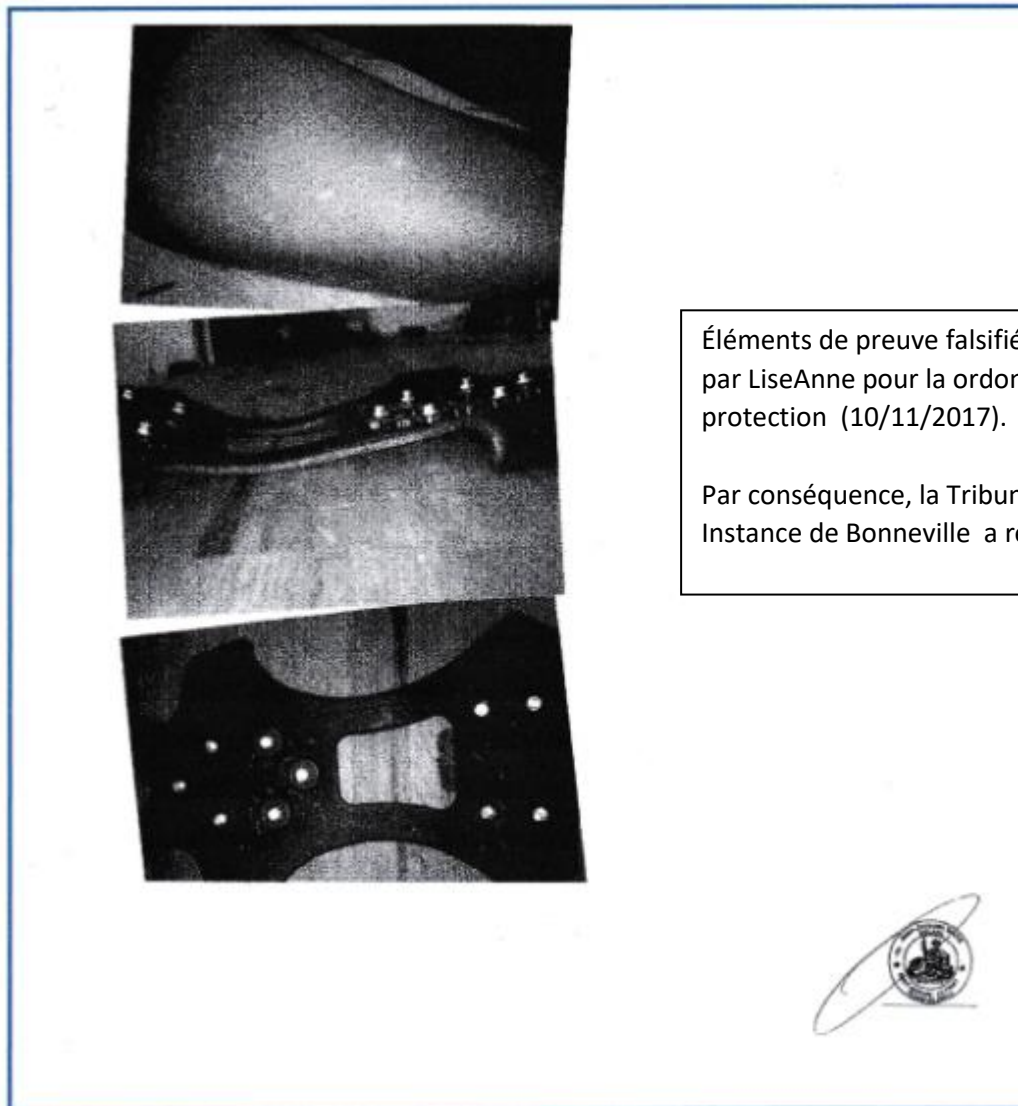 Éléments de preuve falsifié
par LiseAnne pour la ordon
protection (10/11/2017).
Par conséquence, la Tribun
Instance de Bonneville a re